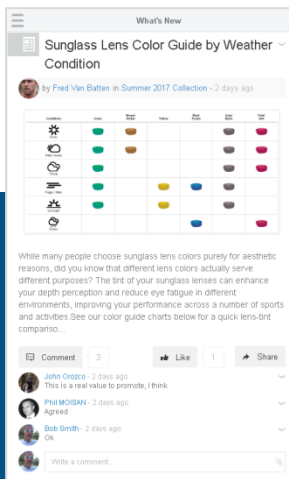 What's New
Sunglass Lens Color Guide by Weather
Condition
by Fred Van Batten in Summer 2017 Collection - 2 days ago
Conditions Green Yellow
While many people choose sunglass lens colors purely for aesthetic
reasons, did you know that different lens colors actually serve
different purposes? The tint of your sunglass lenses can enhance
your depth perception and reduce eye fatigue in different
environments, improving your performance across a number of sports
and activities.See our color guide charts below for a quick lens-tint
compariso...
Comment 3 Like 1 Share
John Orozco - 2 days ago
This is a real value to promote, I think
Phil MOISAN - 2 days ago
Agreed
Bob Smith - 2 days ago
Ok
Write a comment..